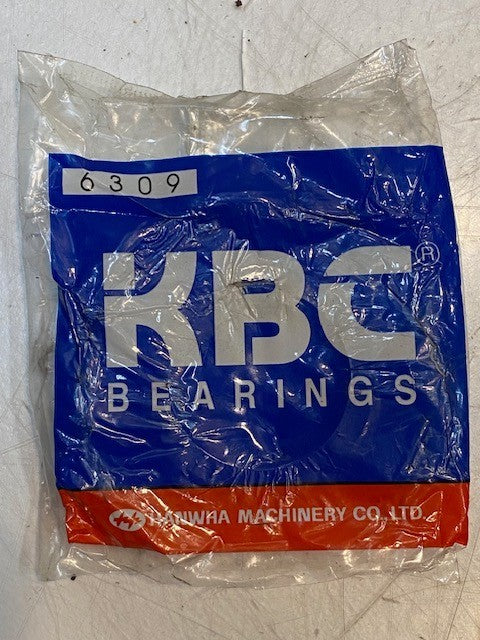 6309
KBC®
BEARINGS
HANWHA MACHINERY CO., LTD.